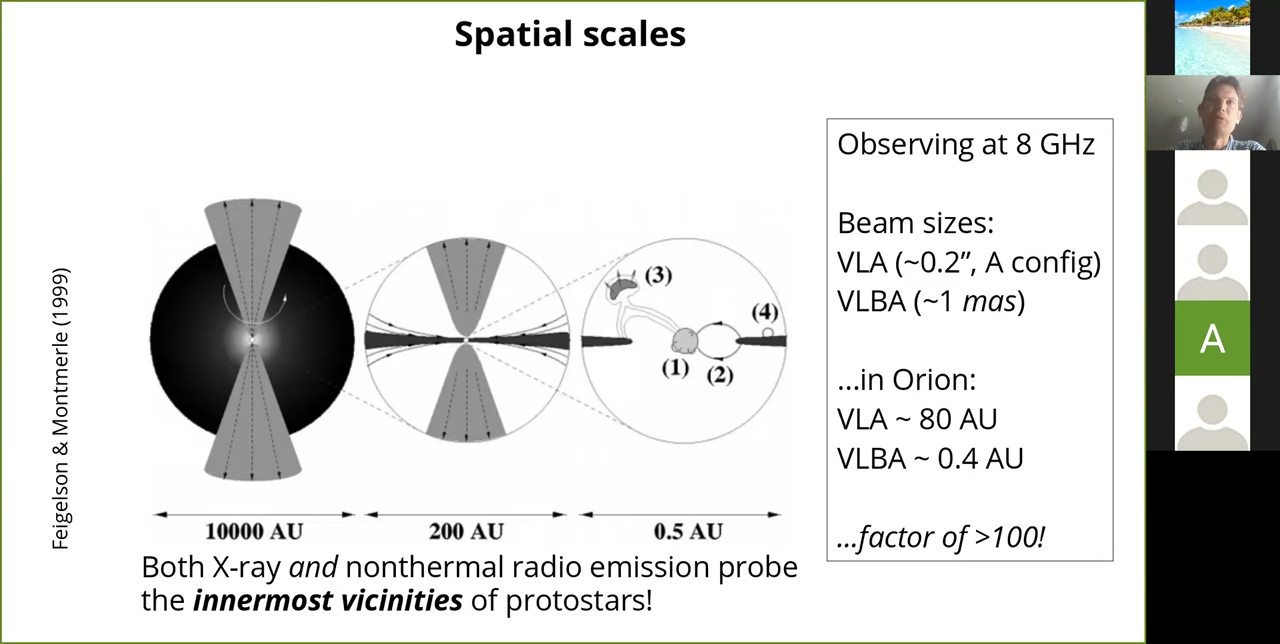 Spatial scales
Feigelson & Montmerle (1999)
(3)
(4)
(1)
(2)
10000 AU
200 AU
0.5 AU
Both X-ray and nonthermal radio emission probe
the innermost vicinities of protostars!
Observing at 8 GHz
Beam sizes:
VLA (~0.2”, A config)
VLBA (~1 mas)
...in Orion:
VLA ~ 80 AU
VLBA ~ 0.4 AU
...factor of >100!
A